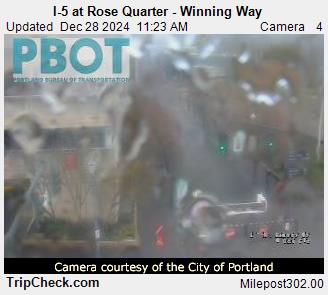 I-5 at Rose Quarter - Winning Way
Updated Dec 28 2024 11:23 AM Camera 4
PBOT
PORTLAND BUREAU OF TRANSPORTATION
Camera courtesy of the City of Portland
TripCheck.com Milepost302.00